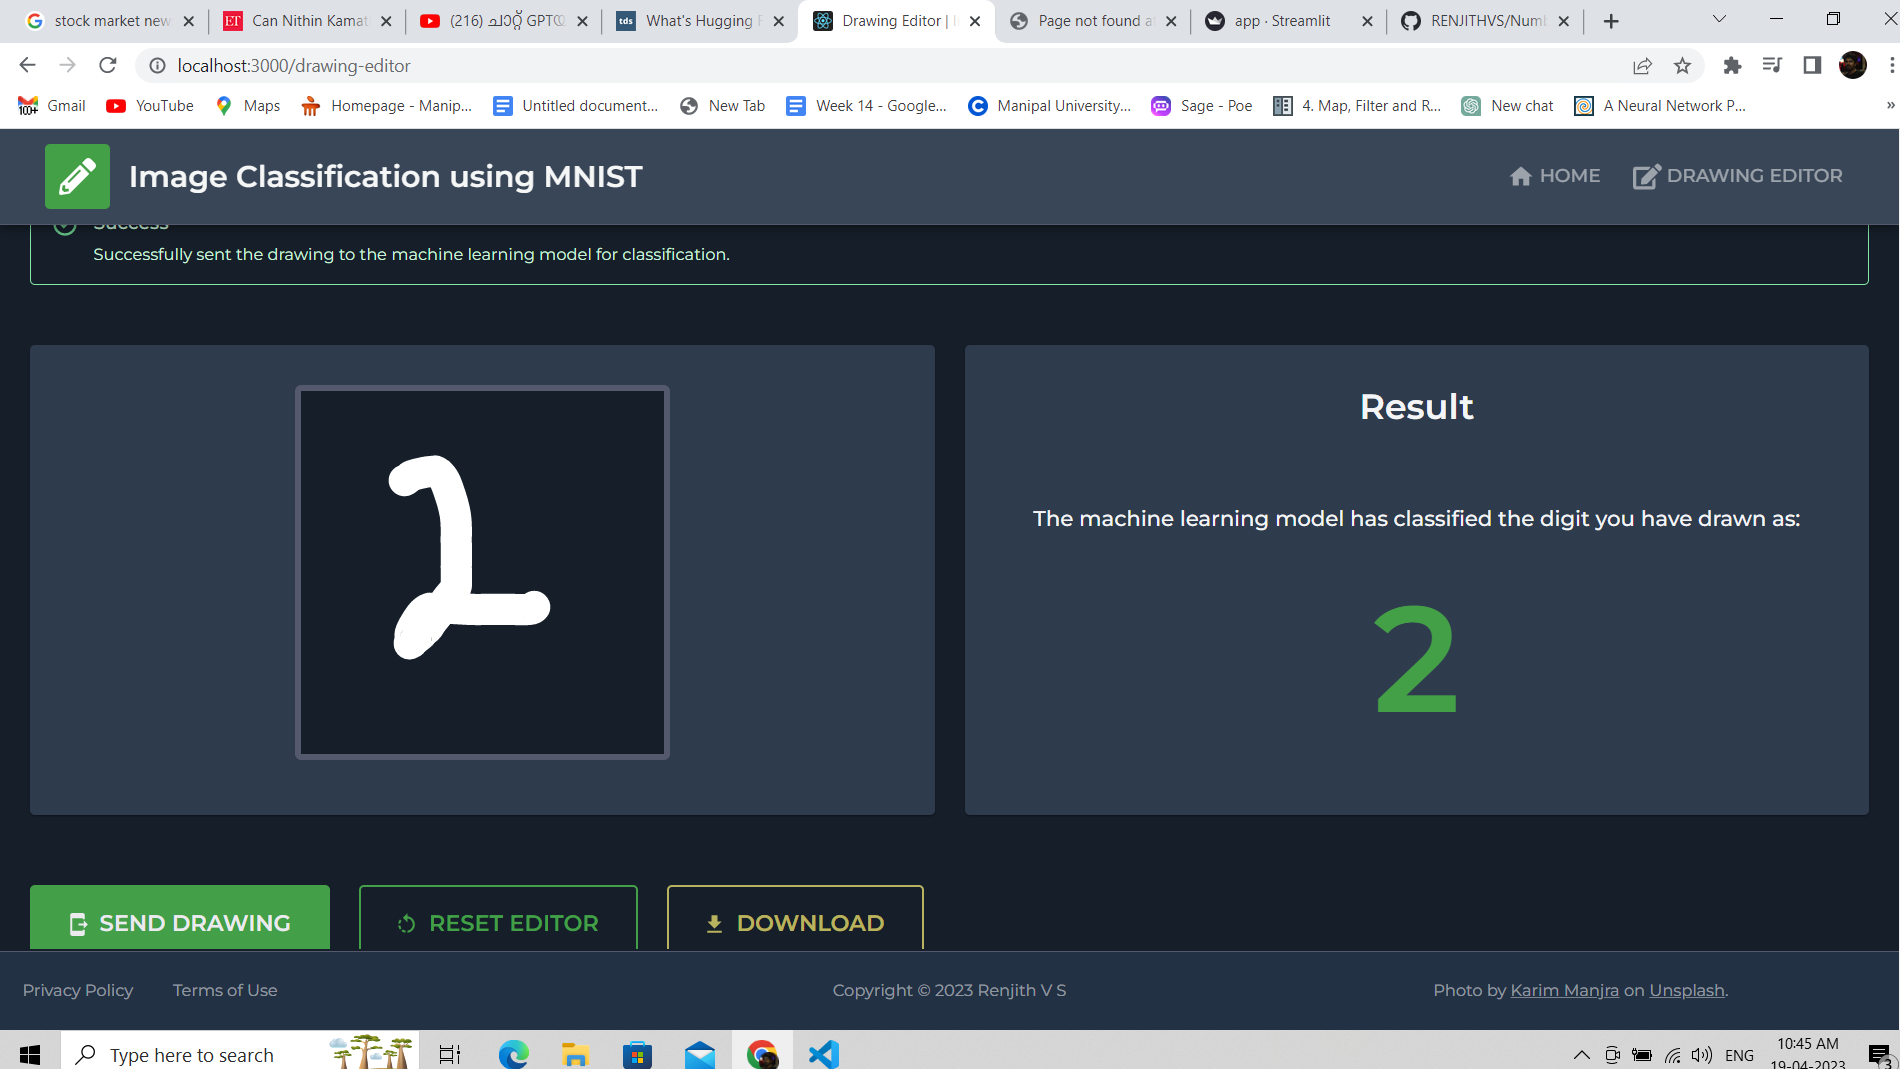 stock market new
Can Nithin Kamat
(216) ചാറ്റ് GPT
What's Hugging F
Drawing Editor |
Page not found a
app · Streamlit
RENJITHVS/Numb
localhost:3000/drawing-editor
Gmail
YouTube
Maps
Homepage - Manip...
Untitled document...
New Tab
Week 14 - Google...
Manipal University,...
Sage - Poe
4. Map, Filter and R...
New chat
A Neural Network P...
Image Classification using MNIST
HOME
DRAWING EDITOR
Success
Successfully sent the drawing to the machine learning model for classification.
2
Result
The machine learning model has classified the digit you have drawn as:
2
SEND DRAWING
RESET EDITOR
DOWNLOAD
Privacy Policy
Terms of Use
Copyright © 2023 Renjith V S
Photo by Karim Manjra on Unsplash.
Type here to search
ENG
10:45 AM
19-04-2023
3